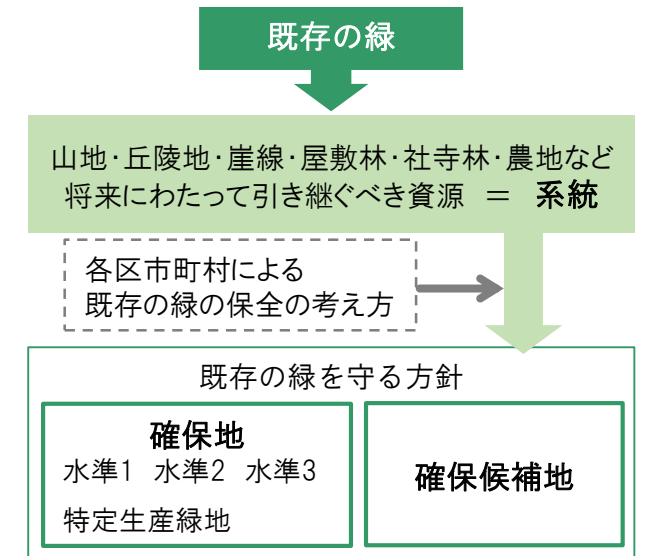 既存の緑
山地・丘陵地・崖線・屋敷林・社寺林・農地など
将来にわたって引き継ぐべき資源 ＝ 系統
各区市町村による
既存の緑の保全の考え方
既存の緑を守る方針
確保地
水準1 水準2 水準3
特定生産緑地
確保候補地